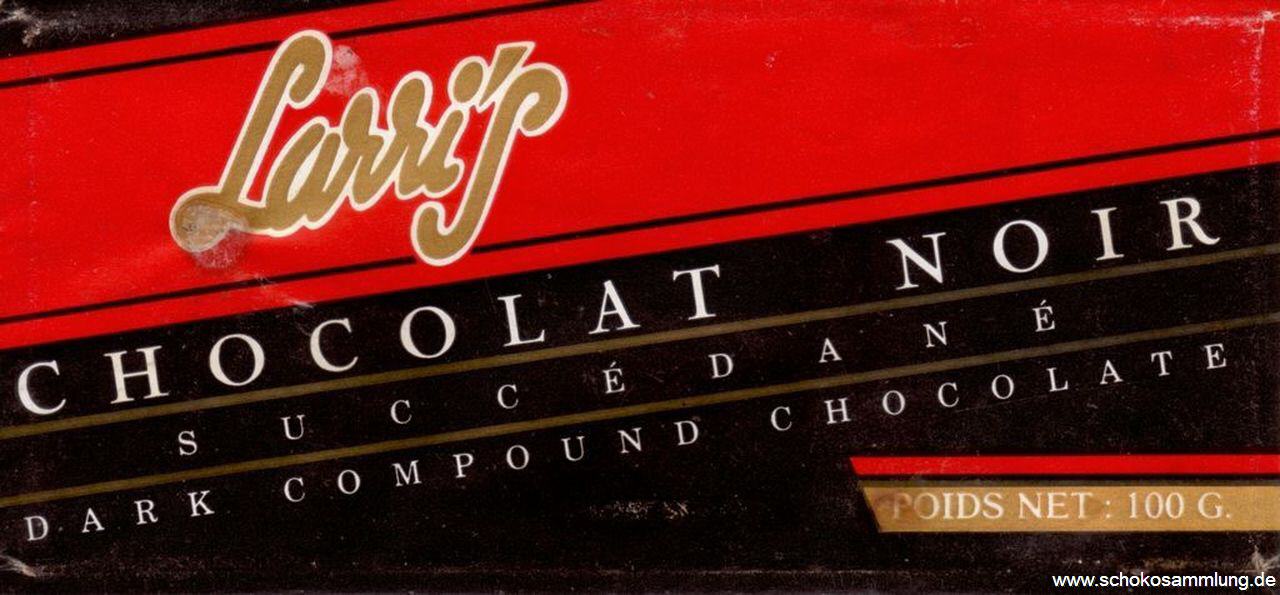 Larri's
CHOCOLAT NOIR
SUCCÉDANÉ
DARK COMPOUND CHOCOLATE
POIDS NET : 100 G.
www.schokosammlung.de